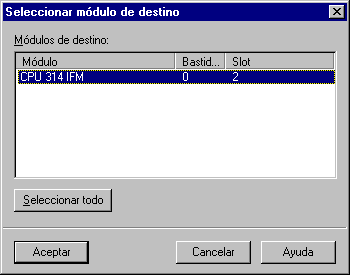 Seleccionar módulo de destino
Módulos de destino:
Módulo Bastid... Slot
CPU 314 IFM 0 2
Seleccionar todo
Aceptar Cancelar Ayuda